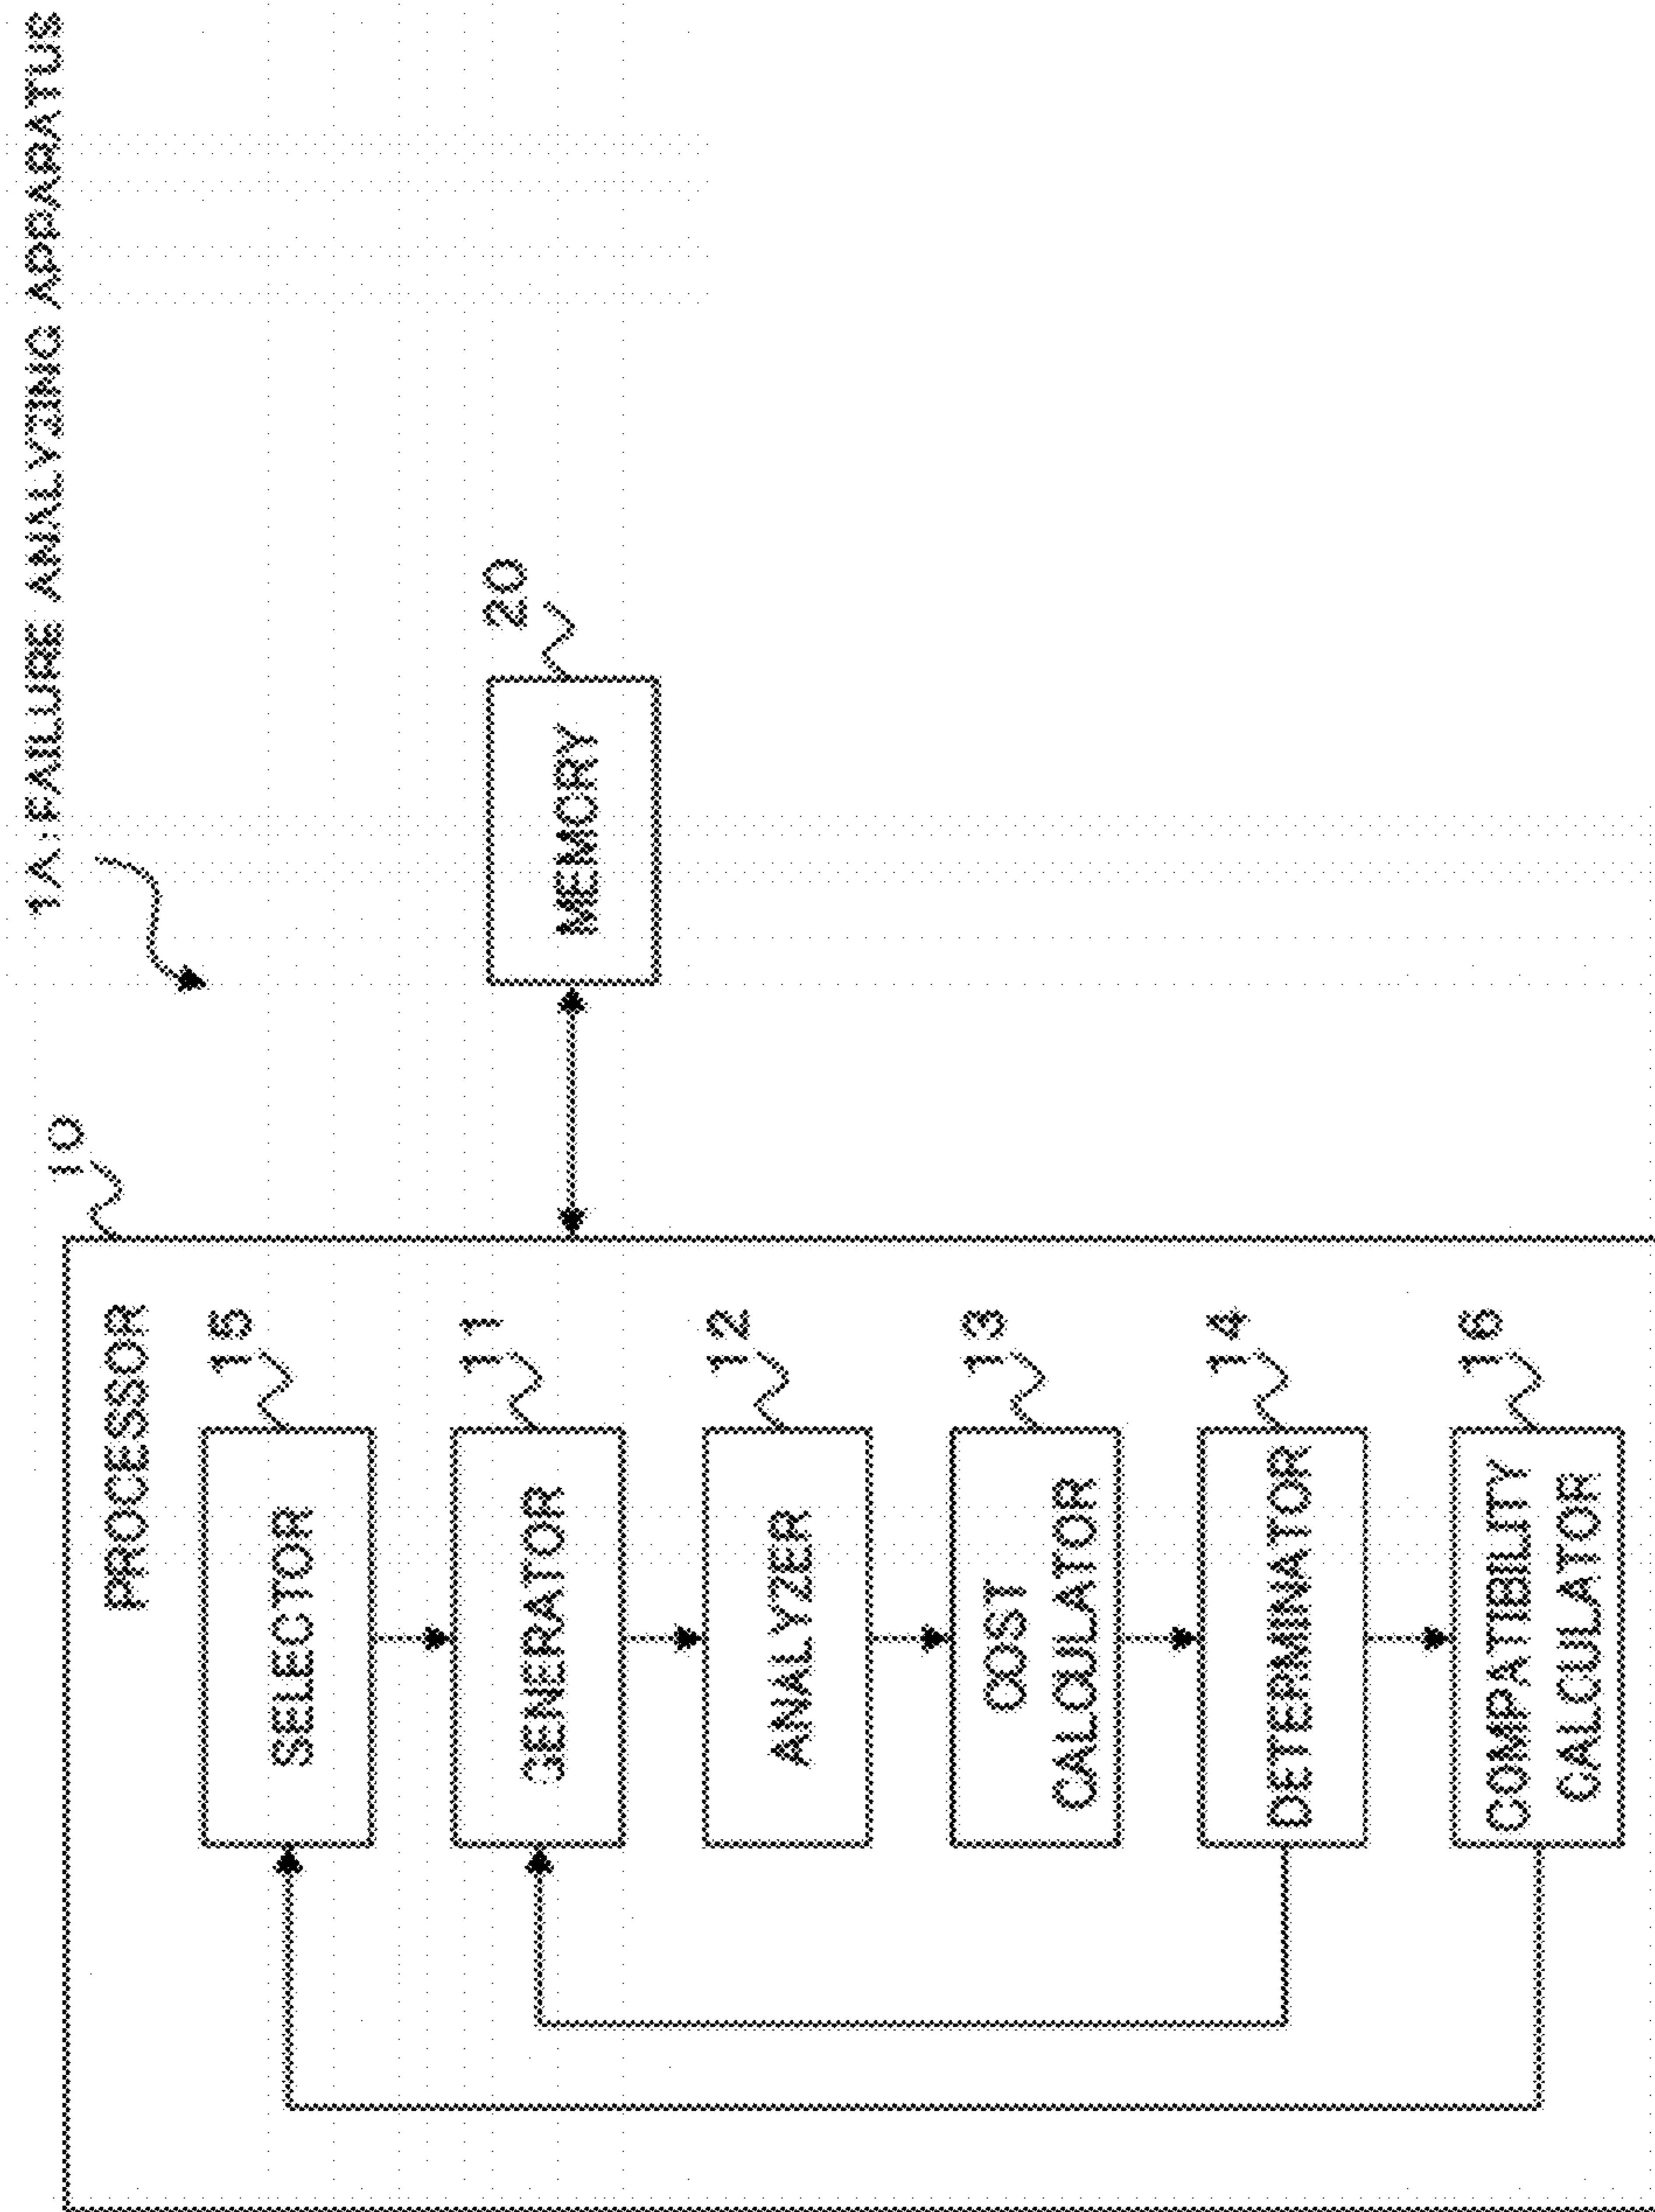 1A: FAILURE ANALYZING APPARATUS
10
PROCESSOR
15
SELECTOR
11
GENERATOR
20
MEMORY
12
ANALYZER
13
COST
CALCULATOR
14
DETERMINATOR
16
COMPATIBILITY
CALCULATOR